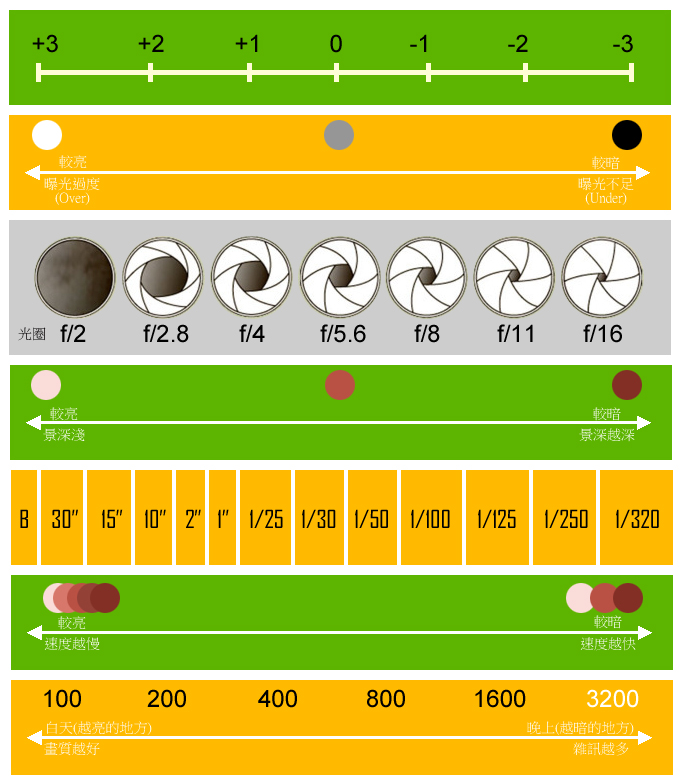 +3 +2 +1 0 -1 -2 -3
較亮 較暗
曝光過度 曝光不足
(Over) (Under)
光圈 f/2 f/2.8 f/4 f/5.6 f/8 f/11 f/16
較亮 較暗
景深淺 景深越深
B 30" 15" 10" 2" 1" 1/25 1/30 1/50 1/100 1/125 1/250 1/320
較亮 較暗
速度越慢 速度越快
100 200 400 800 1600 3200
白天(越亮的地方) 晚上(越暗的地方)
畫質越好 雜訊越多